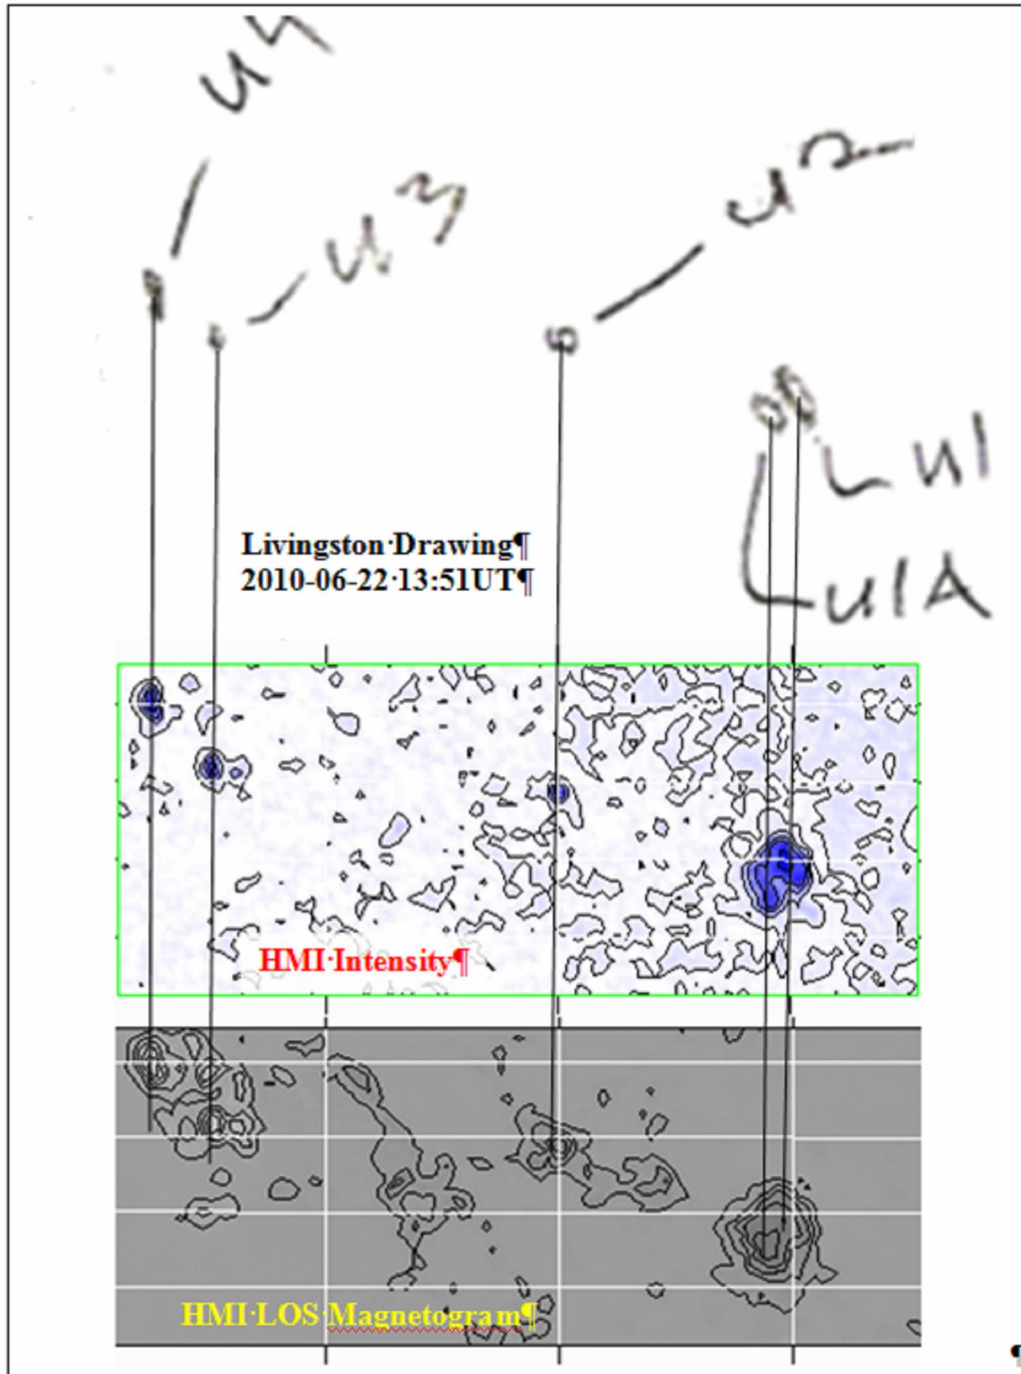 u4
u3
u2
u1
u1A
Livingston·Drawing¶
2010-06-22·13:51UT¶
HMI·Intensity¶
HMI·LOS·Magnetogram¶
¶